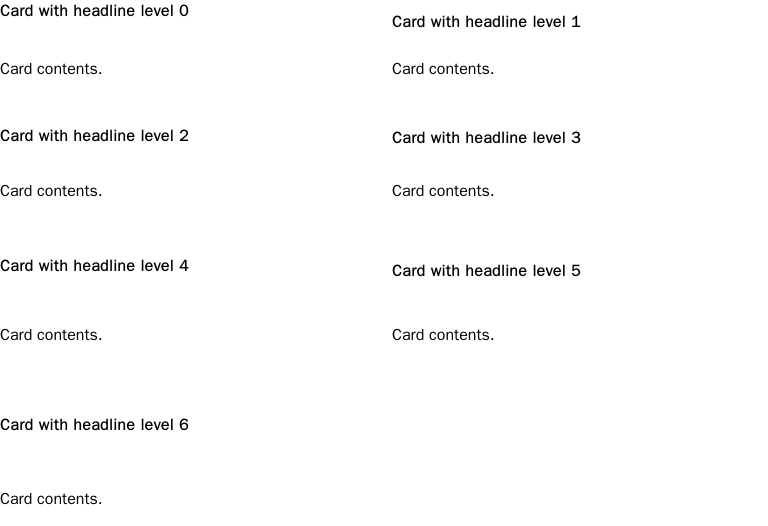 Card with headline level 0
Card contents.
Card with headline level 1
Card contents.
Card with headline level 2
Card contents.
Card with headline level 3
Card contents.
Card with headline level 4
Card contents.
Card with headline level 5
Card contents.
Card with headline level 6
Card contents.